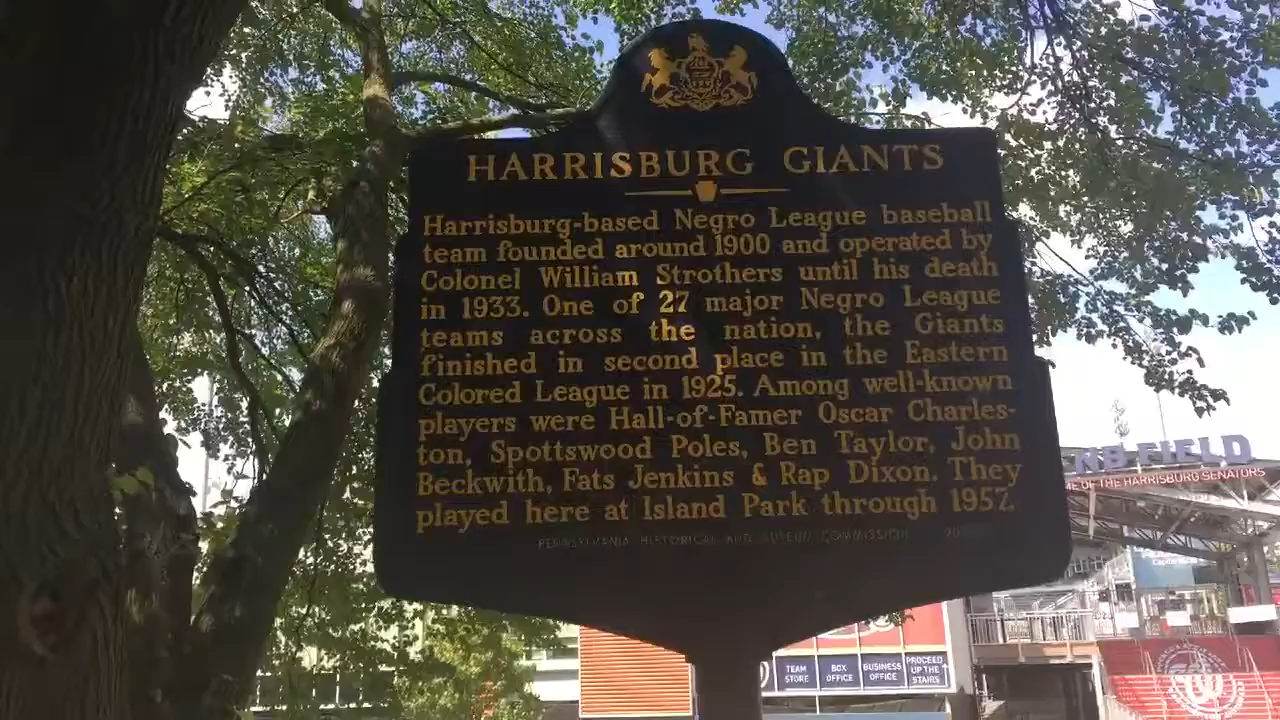 HARRISBURG GIANTS
Harrisburg-based Negro League baseball
team founded around 1900 and operated by
Colonel William Strothers until his death
in 1933. One of 27 major Negro League
teams across the nation, the Giants
finished in second place in the Eastern
Colored League in 1925. Among well-known
players were Hall-of-Famer Oscar Charles-
ton, Spottswood Poles, Ben Taylor, John
Beckwith, Fats Jenkins & Rap Dixon. They
played here at Island Park through 1957.
PENNSYLVANIA HISTORICAL AND MUSEUM COMMISSION
NB FIELD
ME OF THE HARRISBURG SENATORS
TEAM STORE
BOX OFFICE
BUSINESS OFFICE
PROCEED UP THE STAIRS